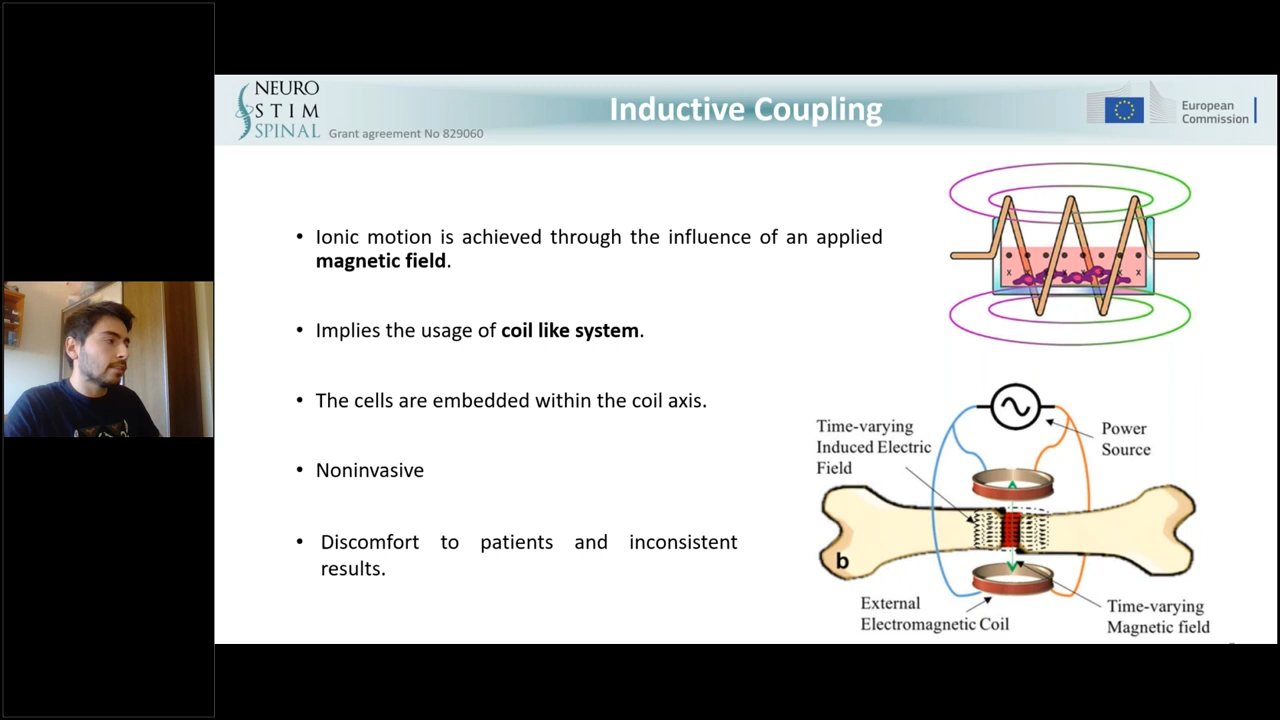 NEURO
STIM
SPINAL
Grant agreement No 829060
Inductive Coupling
European
Commission
• Ionic motion is achieved through the influence of an applied
magnetic field.
• Implies the usage of coil like system.
• The cells are embedded within the coil axis.
• Noninvasive
• Discomfort to patients and inconsistent
results.
x x x x x
Time-varying
Induced Electric
Field
Power
Source
b
External
Electromagnetic Coil
Time-varying
Magnetic field